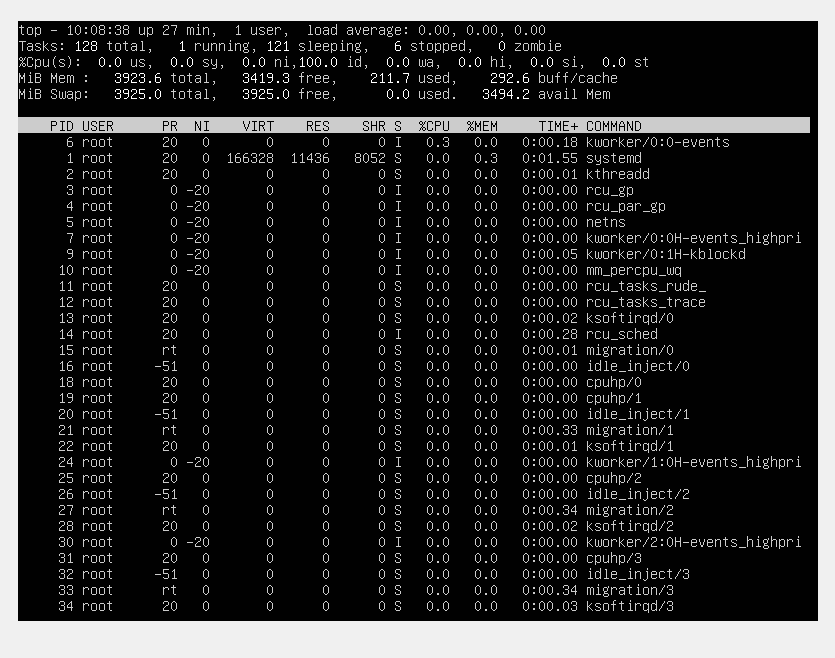 top - 10:08:38 up 27 min,  1 user,  load average: 0.00, 0.00, 0.00
Tasks: 128 total,   1 running, 121 sleeping,   6 stopped,   0 zombie
%Cpu(s):  0.0 us,  0.0 sy,  0.0 ni,100.0 id,  0.0 wa,  0.0 hi,  0.0 si,  0.0 st
MiB Mem :   3923.6 total,   3419.3 free,    211.7 used,    292.6 buff/cache
MiB Swap:   3925.0 total,   3925.0 free,      0.0 used.   3494.2 avail Mem
PID USER      PR  NI    VIRT    RES    SHR S  %CPU  %MEM     TIME+ COMMAND
6 root      20   0       0      0      0 I   0.3   0.0   0:00.18 kworker/0:0-events
1 root      20   0  166328  11436   8052 S   0.0   0.3   0:01.55 systemd
2 root      20   0       0      0      0 S   0.0   0.0   0:00.01 kthreadd
3 root       0 -20       0      0      0 I   0.0   0.0   0:00.00 rcu_gp
4 root       0 -20       0      0      0 I   0.0   0.0   0:00.00 rcu_par_gp
5 root       0 -20       0      0      0 I   0.0   0.0   0:00.00 netns
7 root       0 -20       0      0      0 I   0.0   0.0   0:00.00 kworker/0:0H-events_highpri
9 root       0 -20       0      0      0 I   0.0   0.0   0:00.05 kworker/0:1H-kblockd
10 root       0 -20       0      0      0 I   0.0   0.0   0:00.00 mm_percpu_wq
11 root      20   0       0      0      0 S   0.0   0.0   0:00.00 rcu_tasks_rude_
12 root      20   0       0      0      0 S   0.0   0.0   0:00.00 rcu_tasks_trace
13 root      20   0       0      0      0 S   0.0   0.0   0:00.02 ksoftirqd/0
14 root      20   0       0      0      0 I   0.0   0.0   0:00.28 rcu_sched
15 root      rt   0       0      0      0 S   0.0   0.0   0:00.01 migration/0
16 root     -51   0       0      0      0 S   0.0   0.0   0:00.00 idle_inject/0
18 root      20   0       0      0      0 S   0.0   0.0   0:00.00 cpuhp/0
19 root      20   0       0      0      0 S   0.0   0.0   0:00.00 cpuhp/1
20 root     -51   0       0      0      0 S   0.0   0.0   0:00.00 idle_inject/1
21 root      rt   0       0      0      0 S   0.0   0.0   0:00.33 migration/1
22 root      20   0       0      0      0 S   0.0   0.0   0:00.01 ksoftirqd/1
24 root       0 -20       0      0      0 I   0.0   0.0   0:00.00 kworker/1:0H-events_highpri
25 root      20   0       0      0      0 S   0.0   0.0   0:00.00 cpuhp/2
26 root     -51   0       0      0      0 S   0.0   0.0   0:00.00 idle_inject/2
27 root      rt   0       0      0      0 S   0.0   0.0   0:00.34 migration/2
28 root      20   0       0      0      0 S   0.0   0.0   0:00.02 ksoftirqd/2
30 root       0 -20       0      0      0 I   0.0   0.0   0:00.00 kworker/2:0H-events_highpri
31 root      20   0       0      0      0 S   0.0   0.0   0:00.00 cpuhp/3
32 root     -51   0       0      0      0 S   0.0   0.0   0:00.00 idle_inject/3
33 root      rt   0       0      0      0 S   0.0   0.0   0:00.34 migration/3
34 root      20   0       0      0      0 S   0.0   0.0   0:00.03 ksoftirqd/3